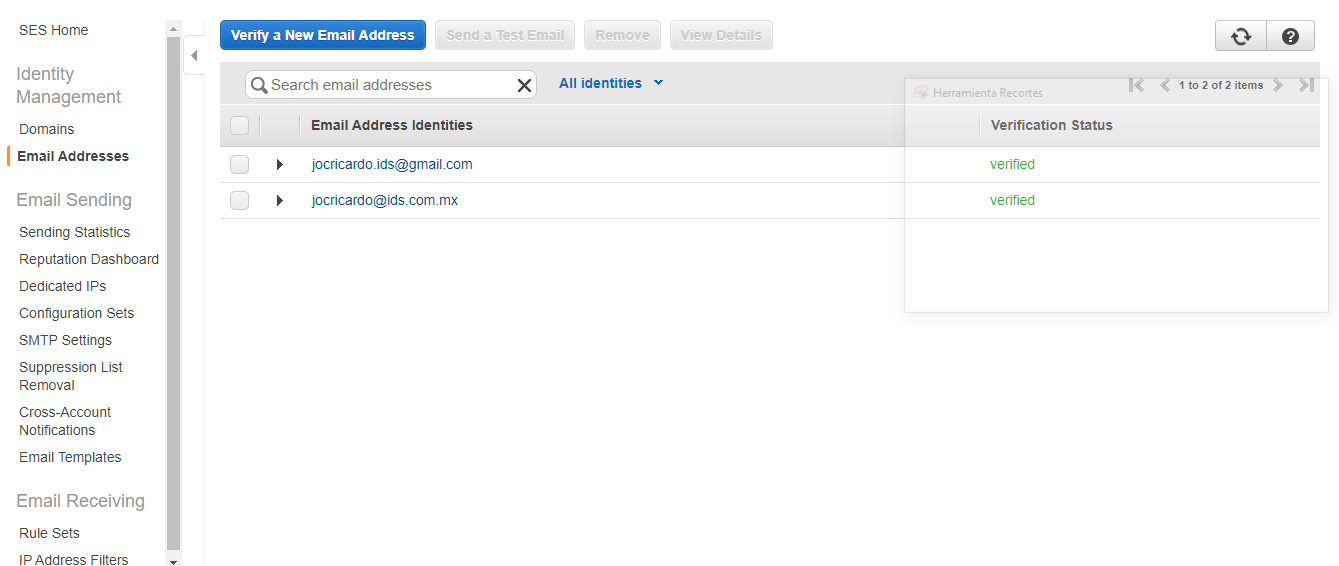 SES Home
Identity
Management
Domains
Email Addresses
Email Sending
Sending Statistics
Reputation Dashboard
Dedicated IPs
Configuration Sets
SMTP Settings
Suppression List
Removal
Cross-Account
Notifications
Email Templates
Email Receiving
Rule Sets
IP Address Filters
Verify a New Email Address Send a Test Email Remove View Details
Search email addresses All identities 1 to 2 of 2 items
Herramienta Recortes
Email Address Identities Verification Status
jocricardo.ids@gmail.com verified
jocricardo@ids.com.mx verified